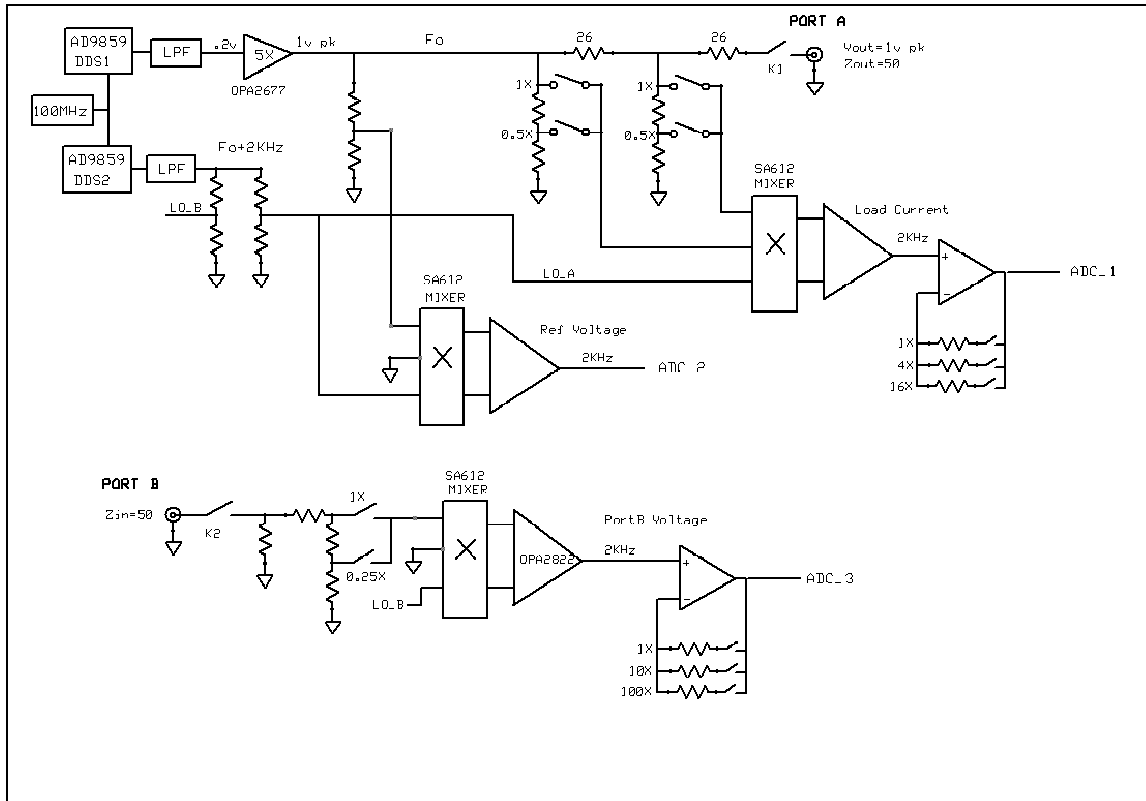 PORT A
AD9859
DDS1
LPF
.2v
5X
OPA2677
1v pk
Fo
26
26
K1
Vout=1v pk
Zout=50
100MHz
1X
0.5X
1X
0.5X
AD9859
DDS2
LPF
Fo+2KHz
LO_B
SA612
MIXER
X
Load Current
2KHz
+
-
ADC_1
LO_A
1X
4X
16X
SA612
MIXER
X
Ref Voltage
2KHz
ADC_2
PORT B
Zin=50
K2
1X
0.25X
LO_B
SA612
MIXER
X
OPA2822
PortB Voltage
2KHz
+
-
ADC_3
1X
10X
100X